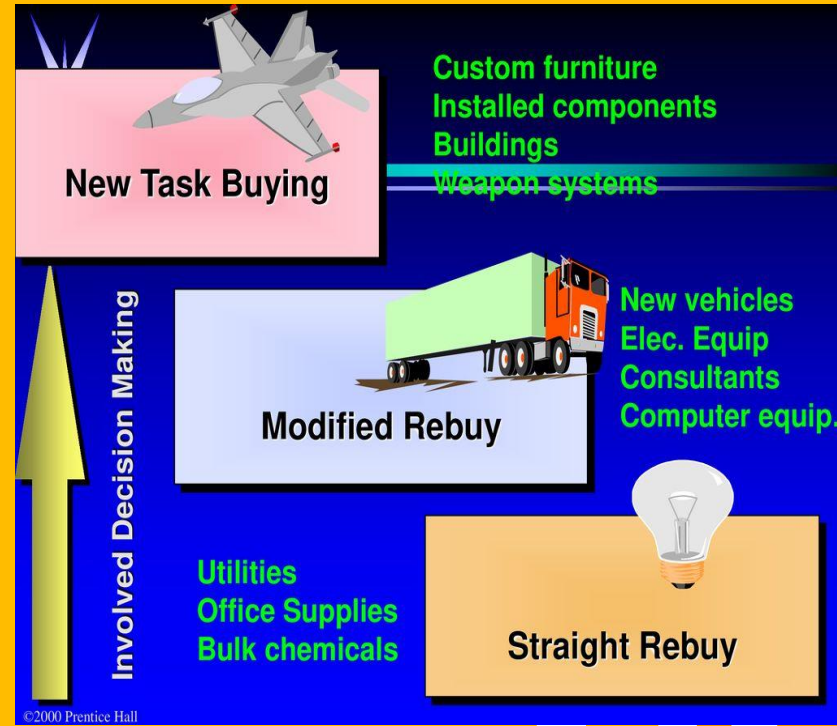 Custom furniture
Installed components
Buildings
Weapon systems
New Task Buying
New vehicles
Elec. Equip
Consultants
Computer equip.
Modified Rebuy
Involved Decision Making
Utilities
Office Supplies
Bulk chemicals
Straight Rebuy
©2000 Prentice Hall